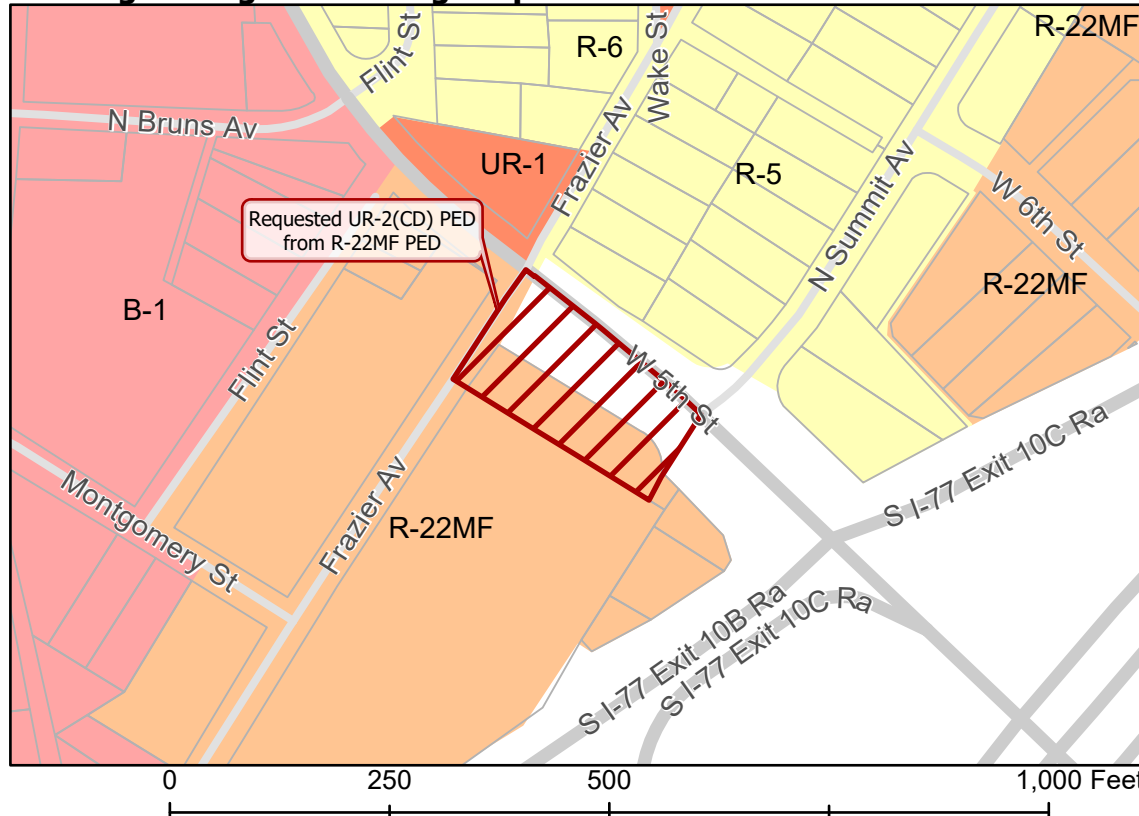 Flint St
R-6
Wake St
R-22MF
N Bruns Av
UR-1
Frazier Av
R-5
N Summit Av
W 6th St
Requested UR-2(CD) PED
from R-22MF PED
R-22MF
B-1
Flint St
W 5th St
Montgomery St
Frazier Av
R-22MF
S I-77 Exit 10C Ra
S I-77 Exit 10B Ra
S I-77 Exit 10C Ra
0
250
500
1,000 Feet